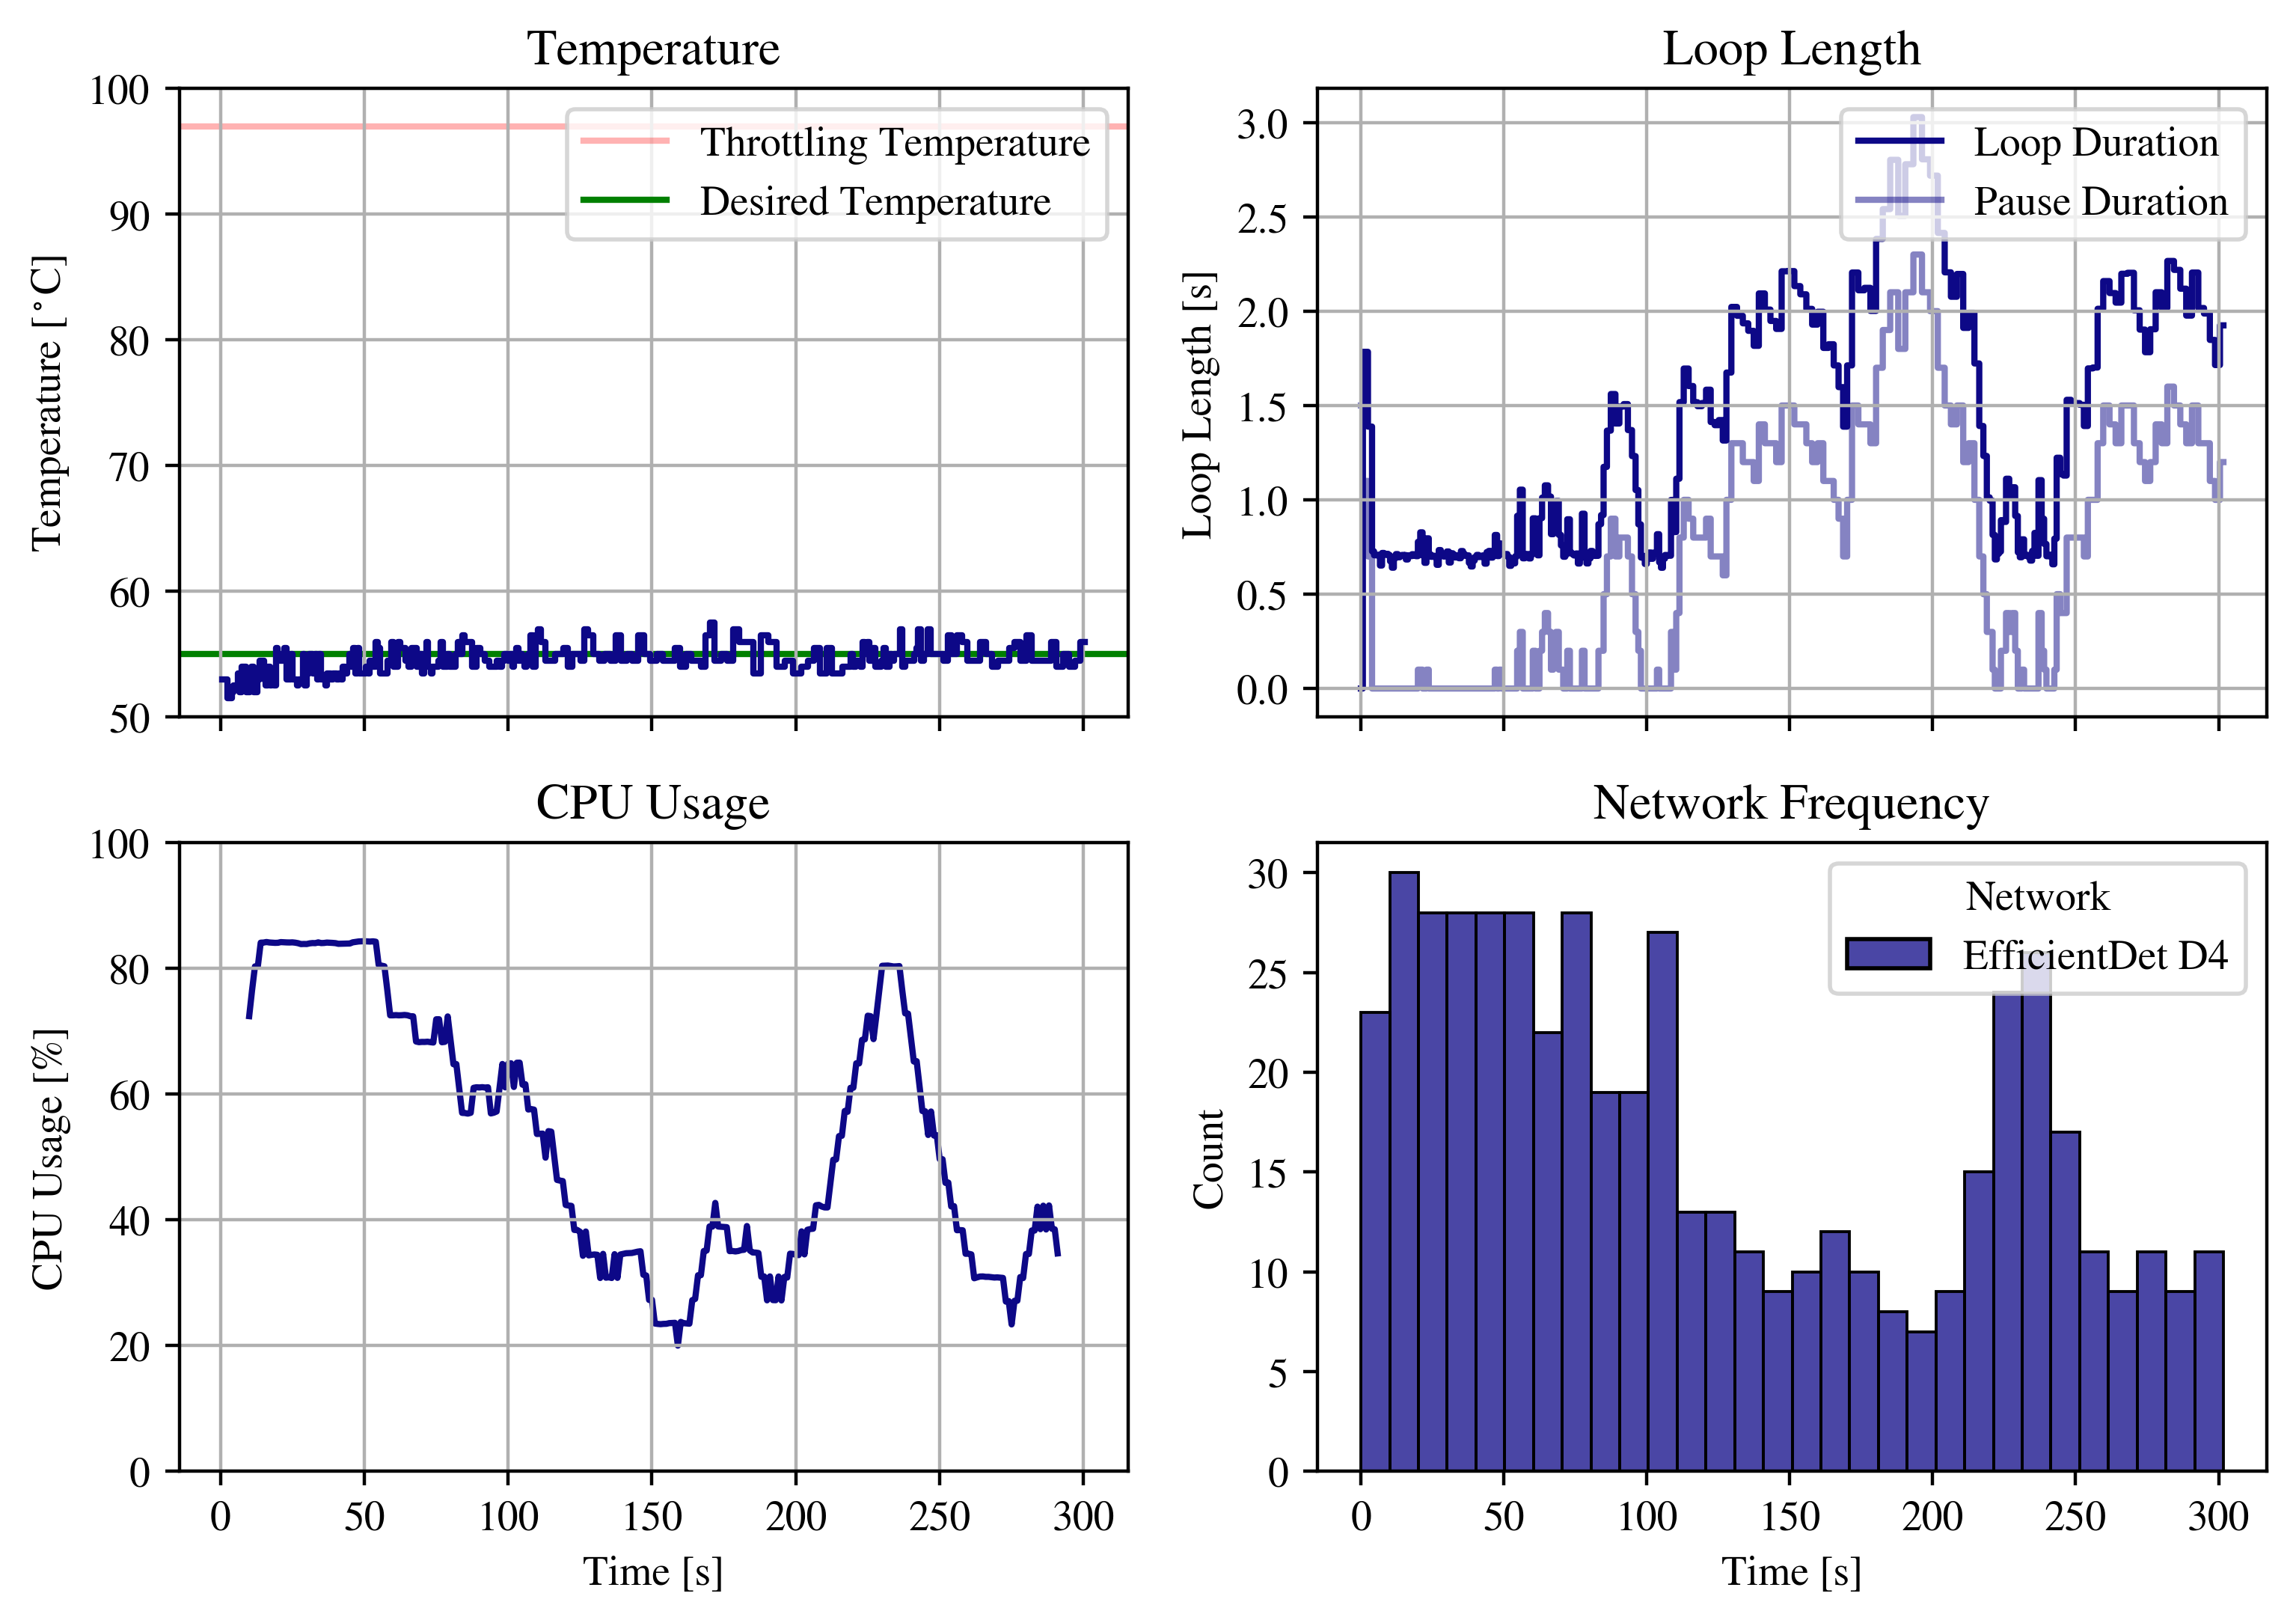 Temperature
100
90
80
70
60
50
Temperature [°C]
Throttling Temperature
Desired Temperature
Loop Length
3.0
2.5
2.0
1.5
1.0
0.5
0.0
Loop Length [s]
Loop Duration
Pause Duration
CPU Usage
100
80
60
40
20
0
CPU Usage [%]
0 50 100 150 200 250 300
Time [s]
Network Frequency
30
25
20
15
10
5
0
Count
Network
EfficientDet D4
0 50 100 150 200 250 300
Time [s]